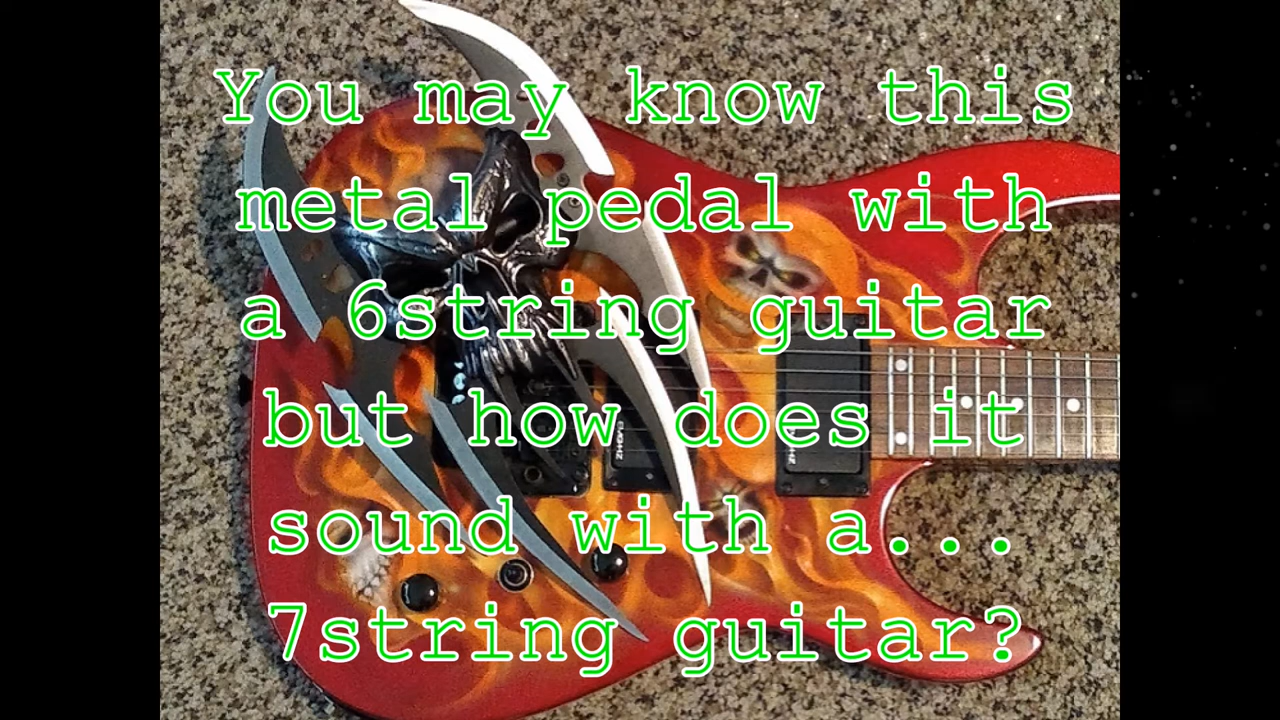 You may know this
metal pedal with
a 6string guitar
but how does it
sound with a...
7string guitar?